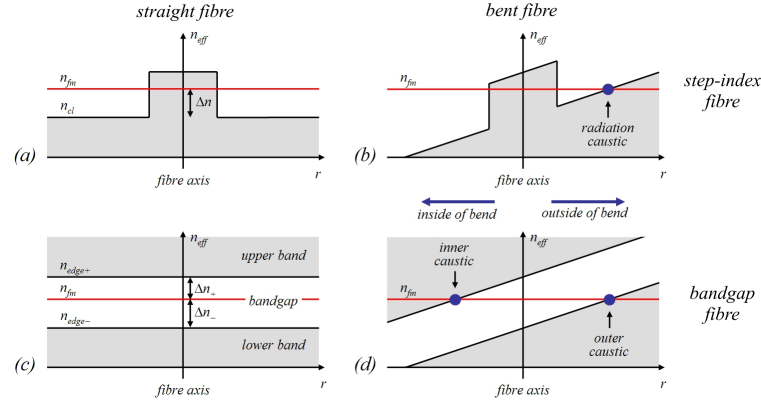 straight fibre
bent fibre
(a)
n_eff
n_fm
n_cl
Δn
r
fibre axis
(b)
n_eff
n_fm
radiation
caustic
r
fibre axis
step-index
fibre
inside of bend
outside of bend
(c)
n_eff
upper band
n_edge+
n_fm
Δn₊
bandgap
n_edge−
Δn₋
lower band
r
fibre axis
(d)
n_eff
inner
caustic
n_fm
outer
caustic
r
fibre axis
bandgap
fibre